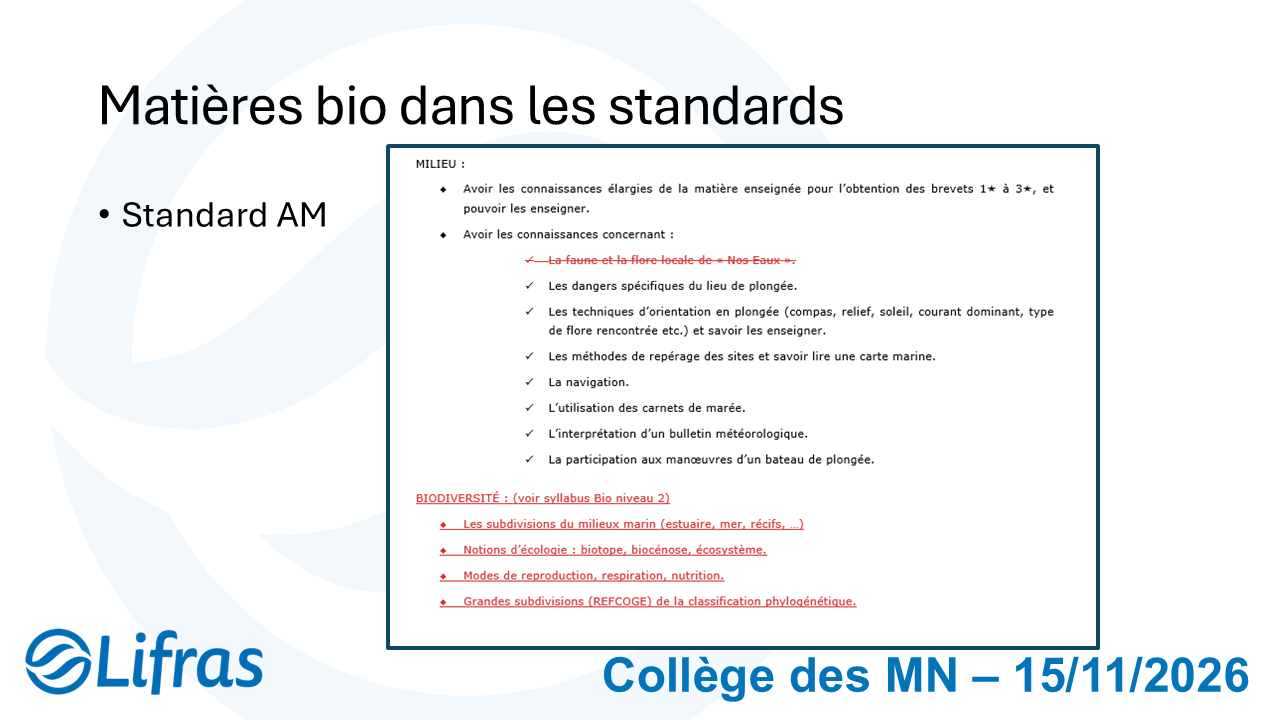 Matières bio dans les standards
• Standard AM
MILIEU :
◆ Avoir les connaissances élargies de la matière enseignée pour l’obtention des brevets 1★ à 3★, et
pouvoir les enseigner.
◆ Avoir les connaissances concernant :
✓ La faune et la flore locale de « Nos Eaux ».
✓ Les dangers spécifiques du lieu de plongée.
✓ Les techniques d’orientation en plongée (compas, relief, soleil, courant dominant, type
de flore rencontrée etc.) et savoir les enseigner.
✓ Les méthodes de repérage des sites et savoir lire une carte marine.
✓ La navigation.
✓ L’utilisation des carnets de marée.
✓ L’interprétation d’un bulletin météorologique.
✓ La participation aux manœuvres d’un bateau de plongée.
BIODIVERSITÉ : (voir syllabus Bio niveau 2)
◆ Les subdivisions du milieux marin (estuaire, mer, récifs, …)
◆ Notions d’écologie : biotope, biocénose, écosystème.
◆ Modes de reproduction, respiration, nutrition.
◆ Grandes subdivisions (REFCOGE) de la classification phylogénétique.
Lifras
Collège des MN – 15/11/2026